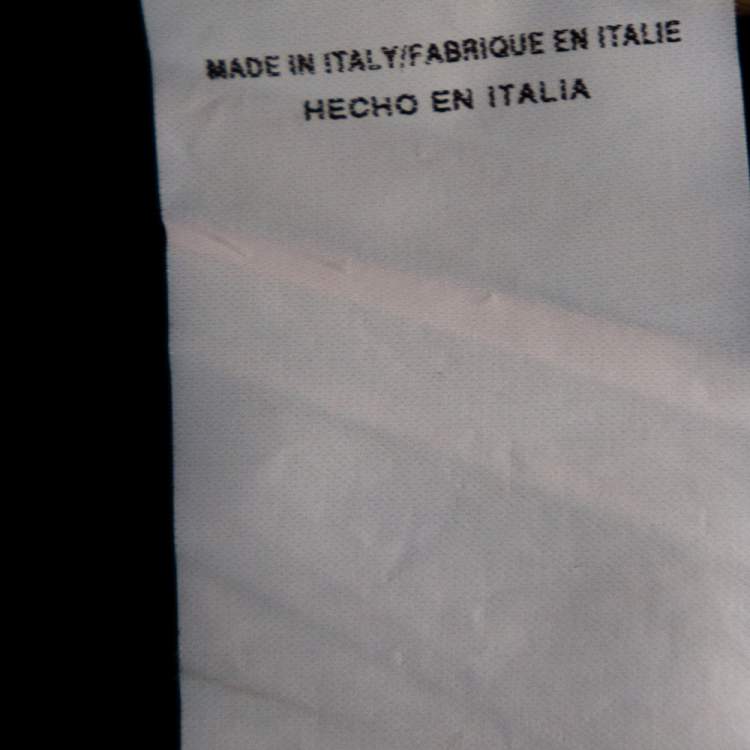 MADE IN ITALY/FABRIQUE EN ITALIE
HECHO EN ITALIA